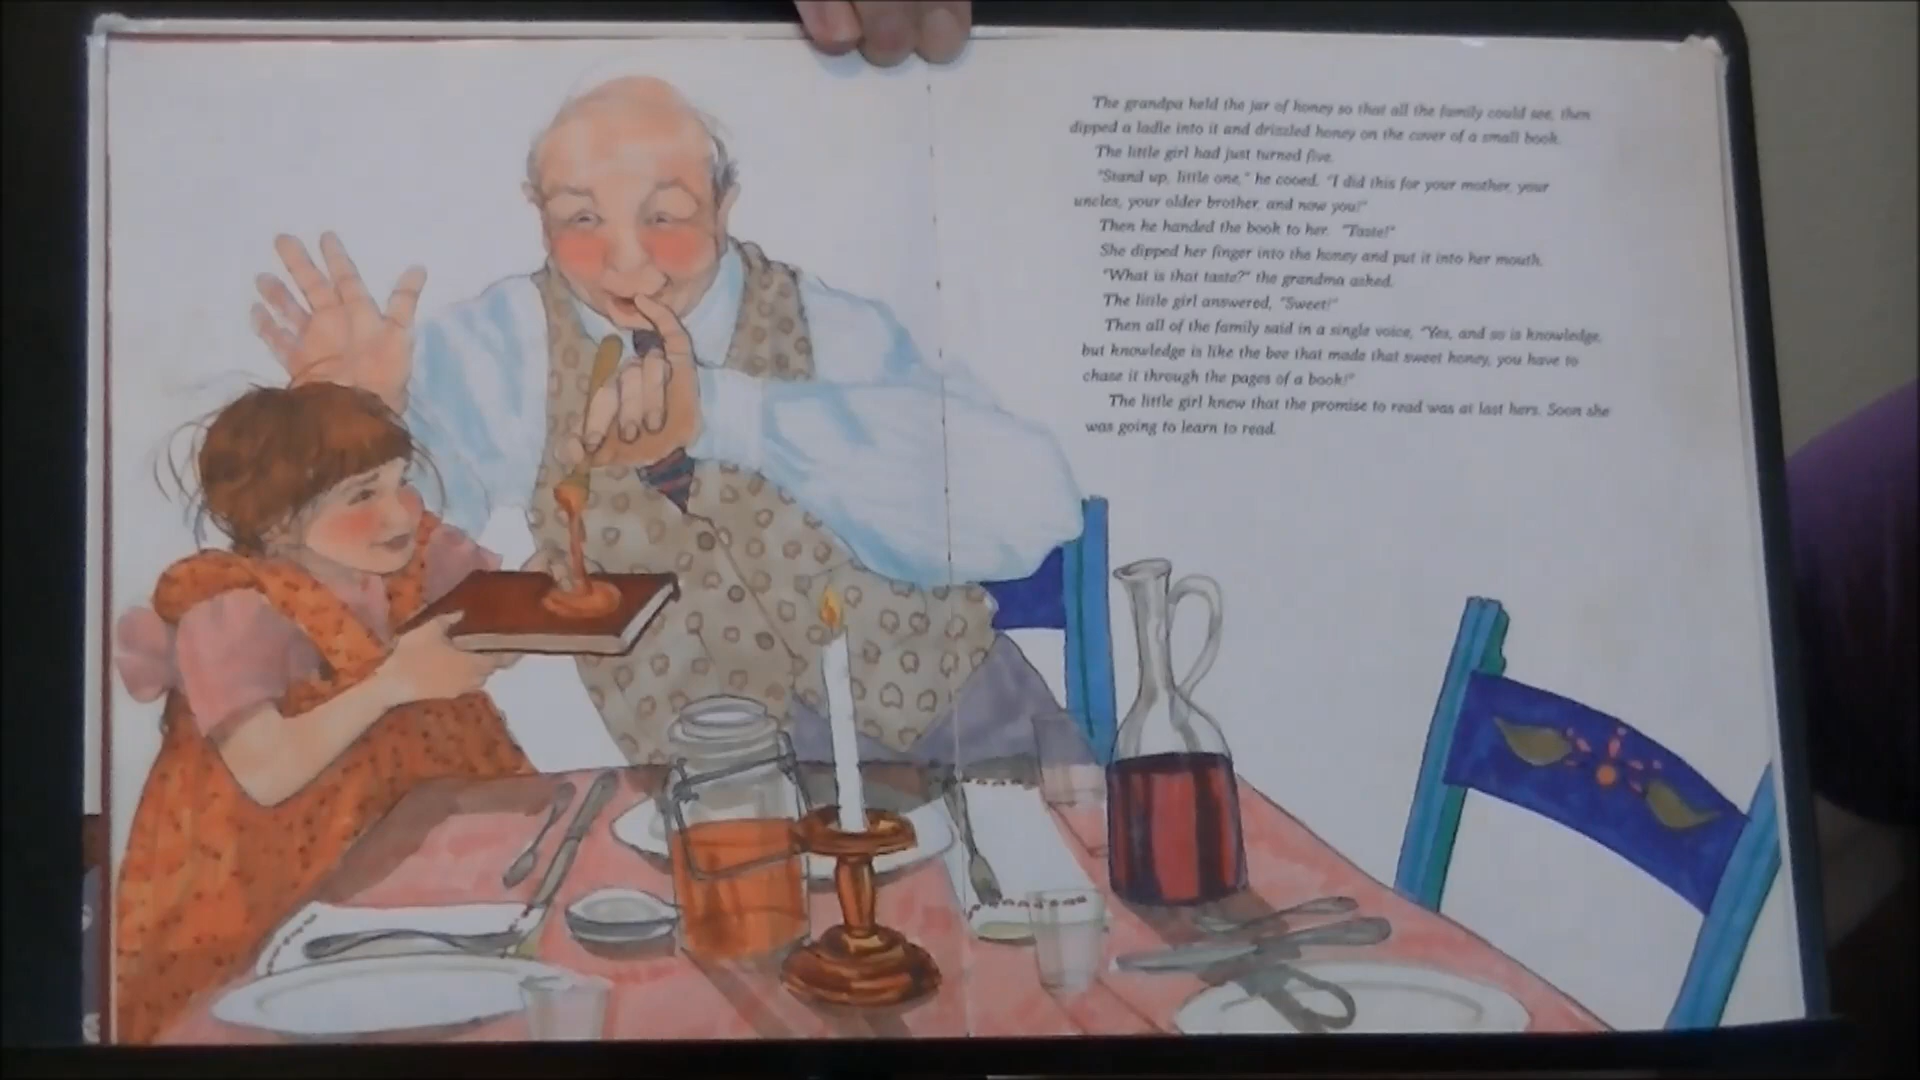 The grandpa held the jar of honey so that all the family could see, then
dipped a ladle into it and drizzled honey on the cover of a small book.
The little girl had just turned five.
"Stand up, little one," he cooed. "I did this for your mother, your
uncles, your older brother, and now you!"
Then he handed the book to her. "Taste!"
She dipped her finger into the honey and put it into her mouth.
"What is that taste?" the grandma asked.
The little girl answered, "Sweet!"
Then all of the family said in a single voice, "Yes, and so is knowledge,
but knowledge is like the bee that made that sweet honey, you have to
chase it through the pages of a book!"
The little girl knew that the promise to read was at last hers. Soon she
was going to learn to read.